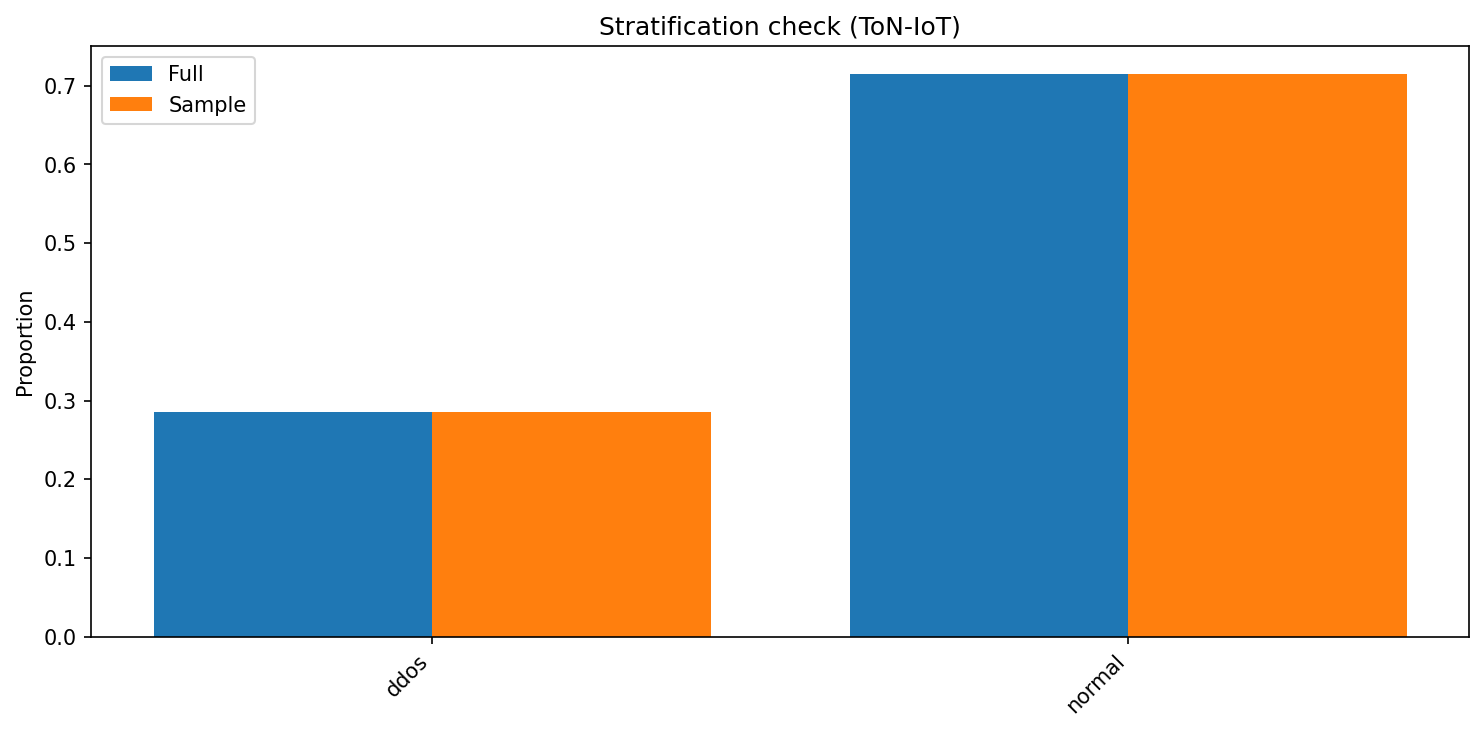 Stratification check (ToN-IoT)
Full
Sample
Proportion
0.7
0.6
0.5
0.4
0.3
0.2
0.1
0.0
ddos
normal